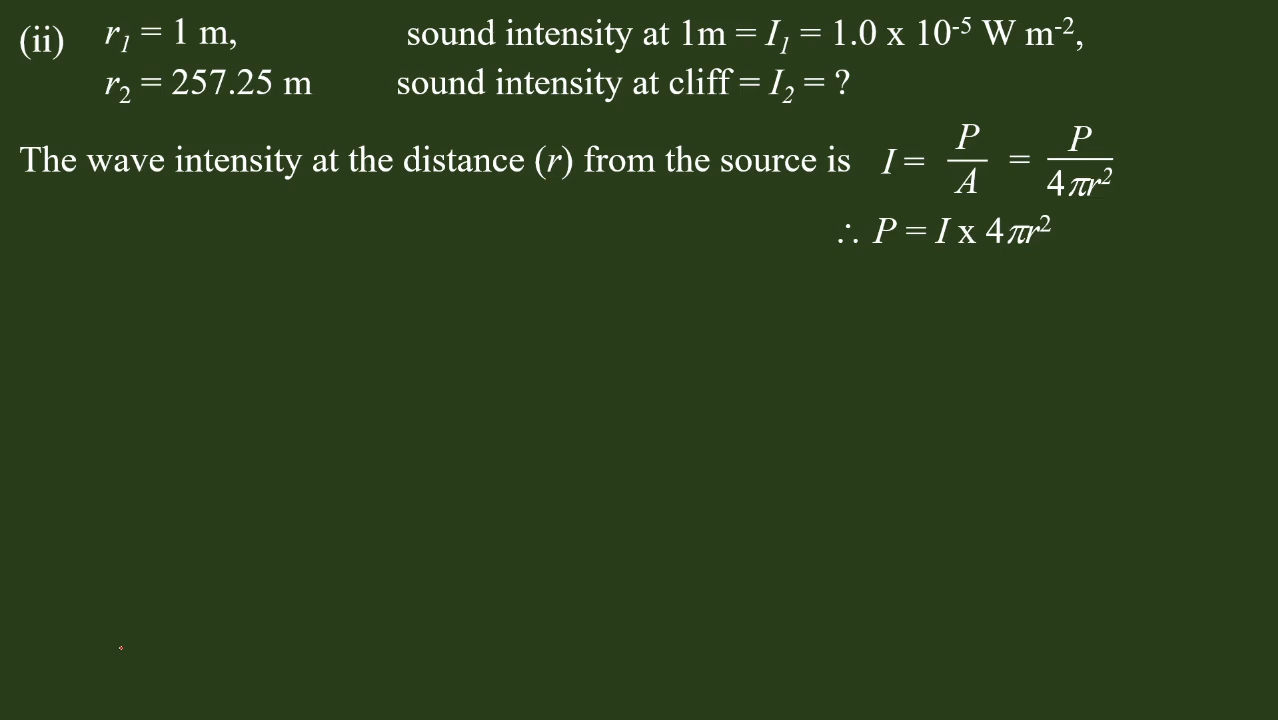 (ii) r₁ = 1 m, sound intensity at 1m = I₁ = 1.0 x 10⁻⁵ W m⁻²,
r₂ = 257.25 m sound intensity at cliff = I₂ = ?
The wave intensity at the distance (r) from the source is I = P/A = P/4πr²
∴ P = I x 4πr²